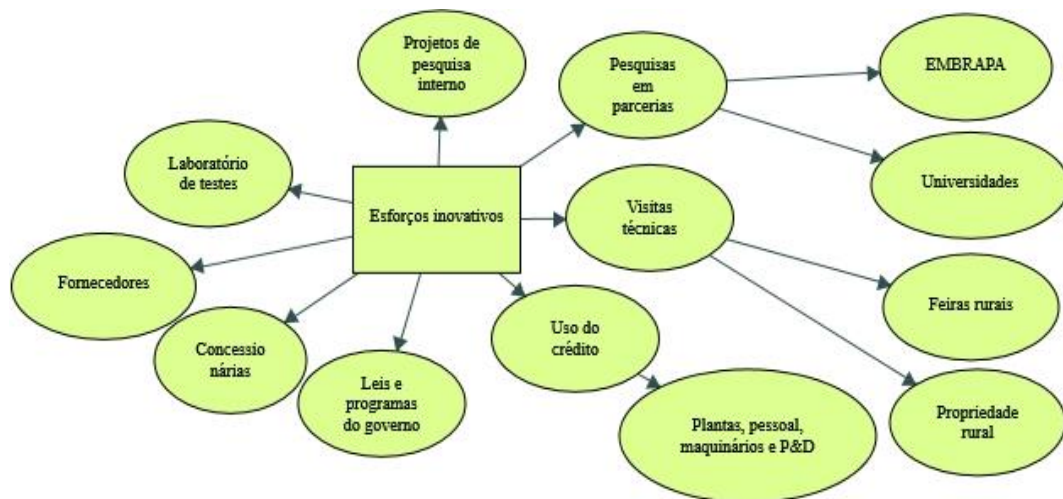 Projetos de
pesquisa
interno
Pesquisas
em
parcerias
EMBRAPA
Laboratório
de testes
Universidades
Esforços inovativos
Visitas
técnicas
Fornecedores
Feiras rurais
Uso do
crédito
Concessio
nárias
Leis e
programas
do governo
Plantas, pessoal,
maquinários e P&D
Propriedade
rural